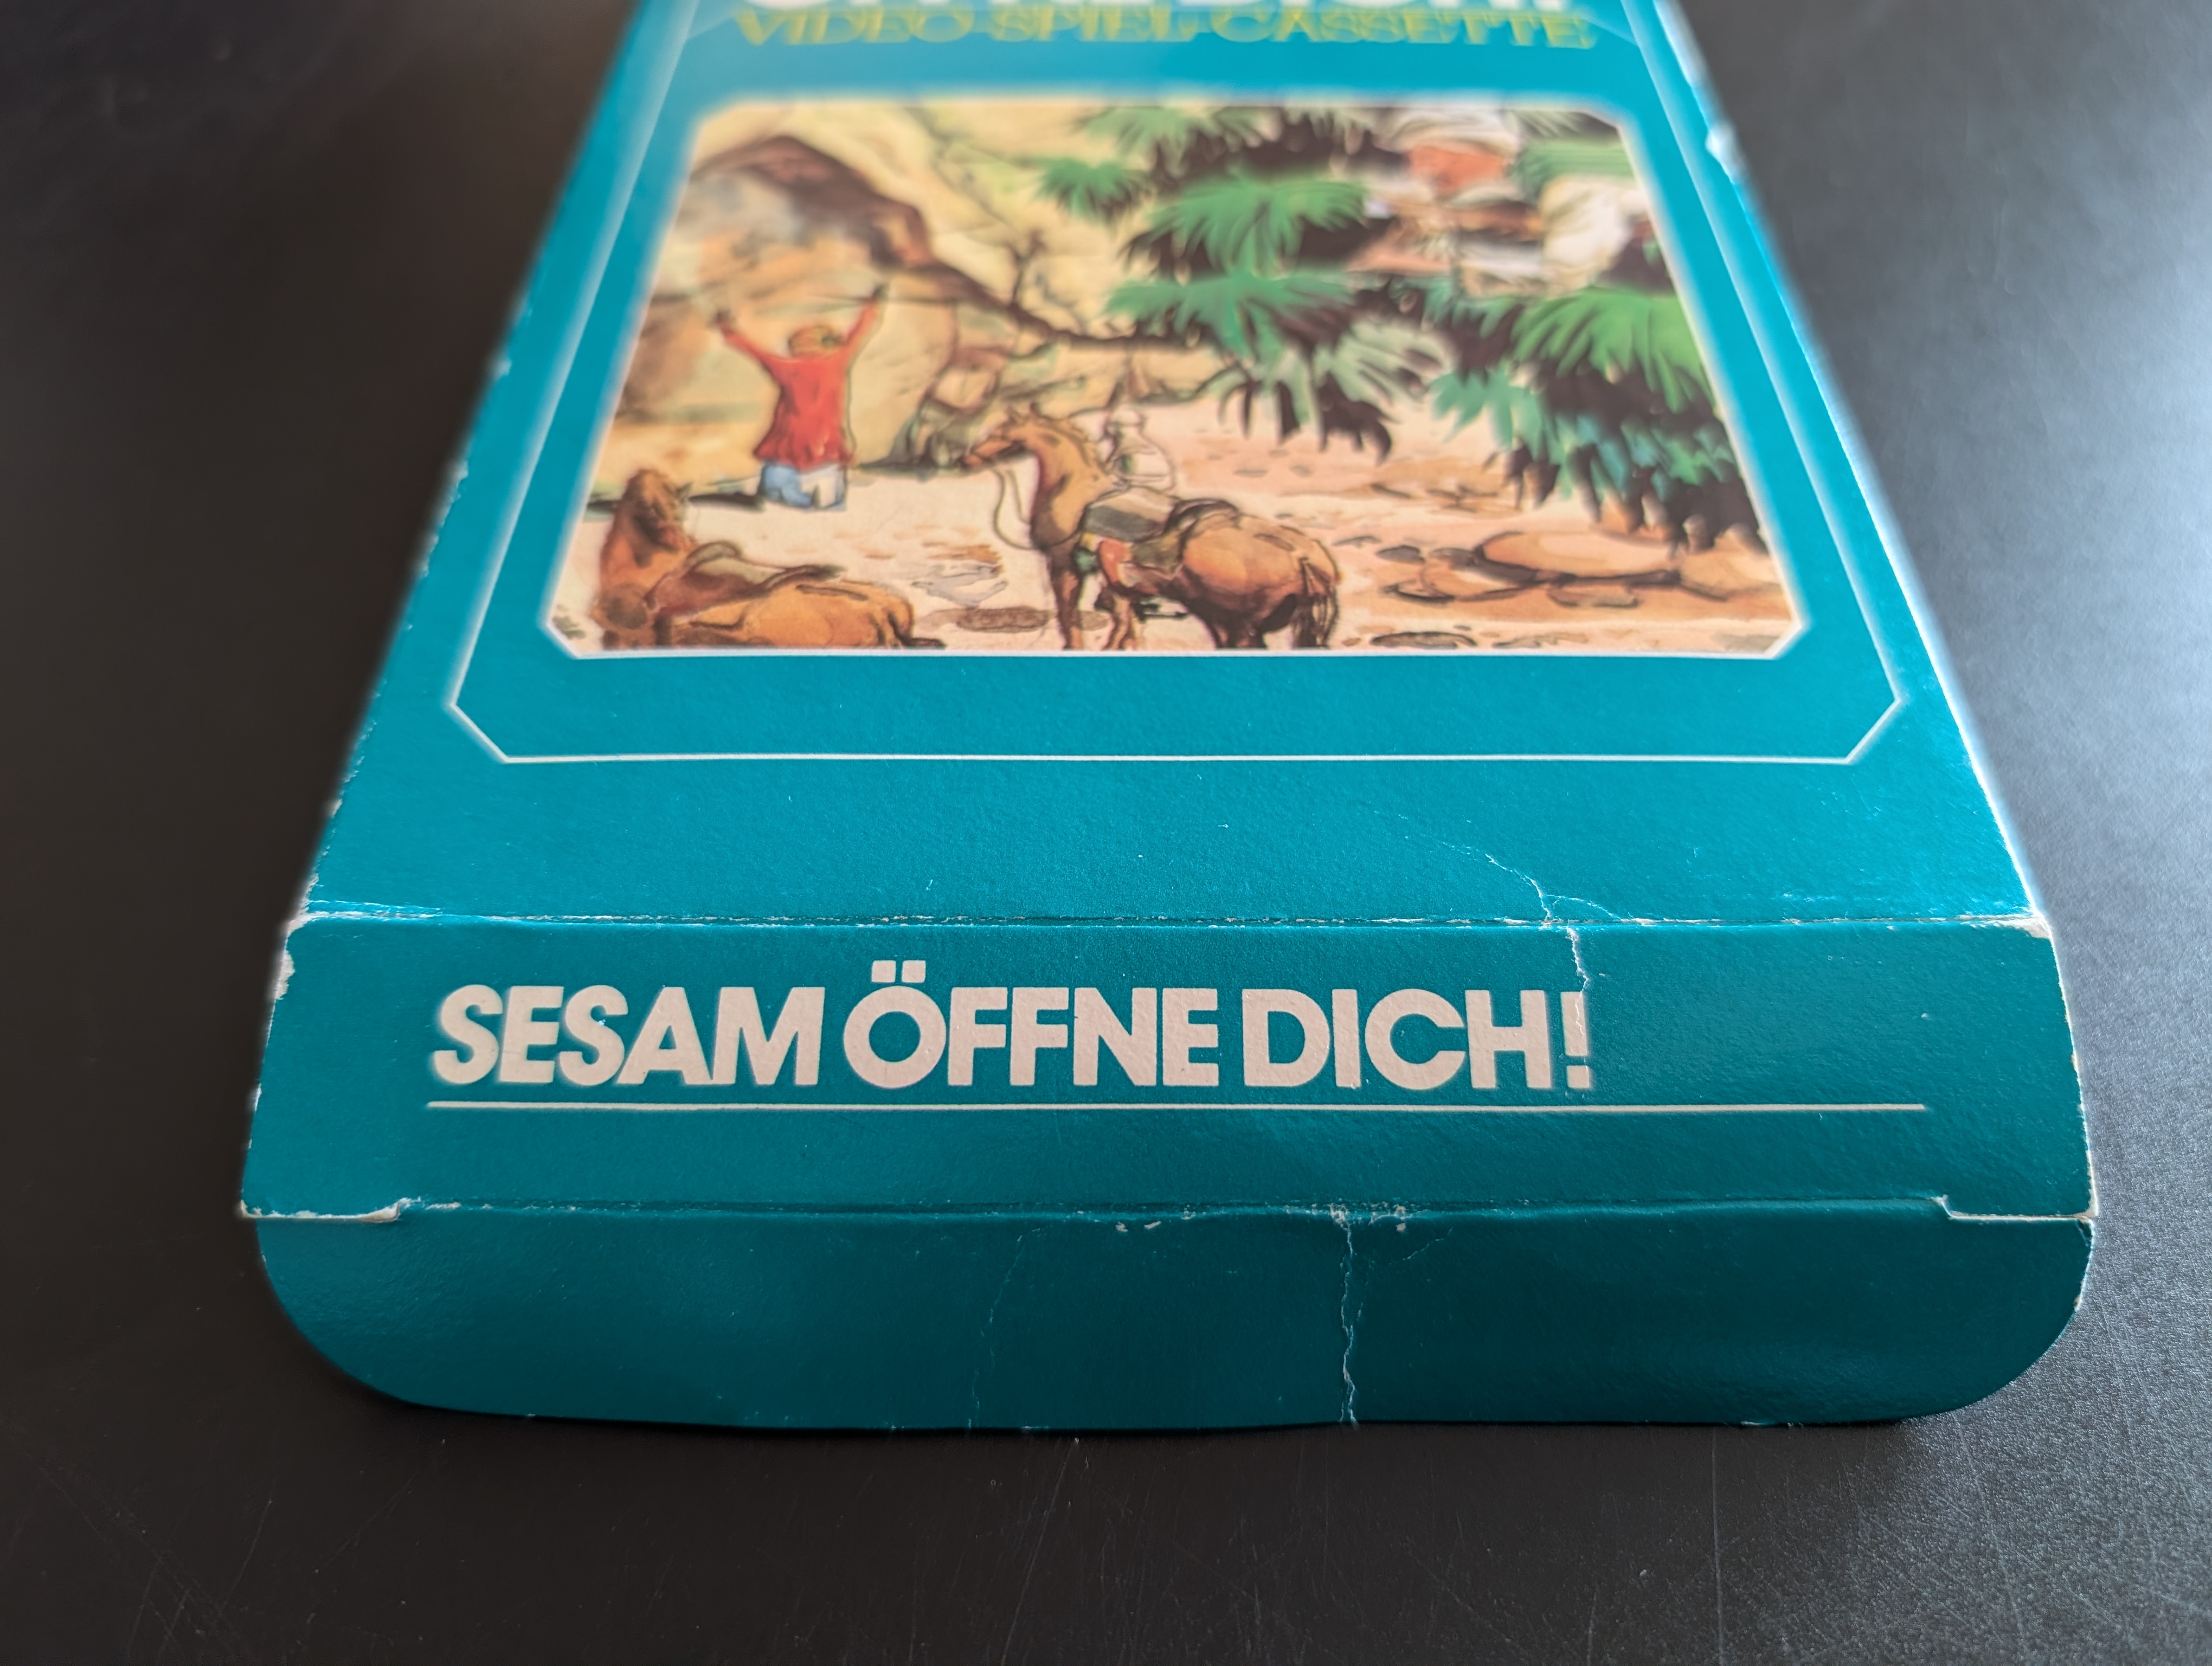 VIDEO-SPIEL-CASSETTE
SESAM ÖFFNE DICH!